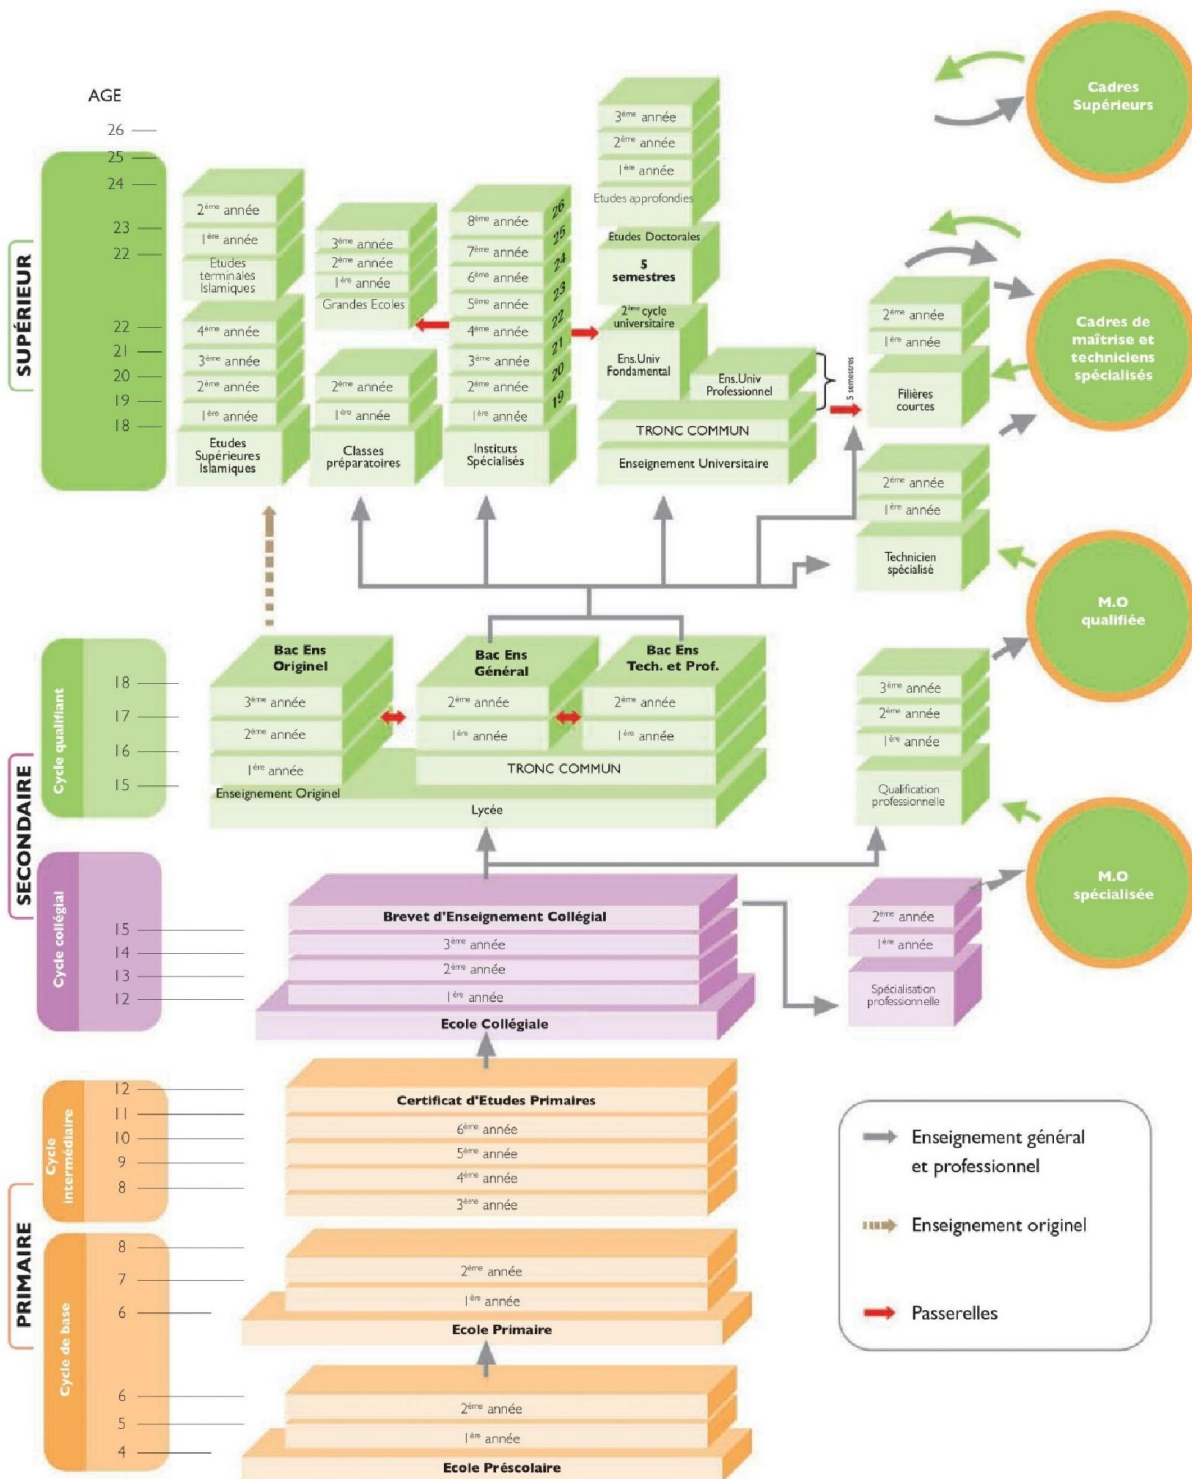 AGE
26
25
24
23
22
22
21
20
19
18
SUPÉRIEUR
2ème année
1ère année
Etudes
terminales
Islamiques
4ème année
3ème année
2ème année
1ère année
Etudes
Supérieures
Islamiques
3ème année
2ème année
1ère année
Grandes Ecoles
2ème année
1ère année
Classes
préparatoires
8ème année
7ème année
6ème année
5ème année
4ème année
3ème année
2ème année
1ère année
26
25
24
23
22
21
20
19
Instituts
Spécialisés
3ème année
2ème année
1ère année
Etudes approfondies
Etudes Doctorales
5
semestres
2ème cycle
universitaire
Ens.Univ
Fondamental
Ens.Univ
Professionnel
TRONC COMMUN
Enseignement Universitaire
5 semestres
2ème année
1ère année
Filières
courtes
2ème année
1ère année
Technicien
spécialisé
Cadres
Supérieurs
Cadres de
maîtrise et
techniciens
spécialisés
M.O
qualifiée
M.O
spécialisée
SECONDAIRE
Cycle qualifiant
18
17
16
15
Bac Ens
Originel
3ème année
2ème année
1ère année
Enseignement Originel
Bac Ens
Général
2ème année
1ère année
Bac Ens
Tech. et Prof.
2ème année
1ère année
TRONC COMMUN
Lycée
3ème année
2ème année
1ère année
Qualification
professionnelle
Cycle collégial
15
14
13
12
Brevet d'Enseignement Collégial
3ème année
2ème année
1ère année
Ecole Collégiale
2ème année
1ère année
Spécialisation
professionnelle
PRIMAIRE
Cycle
intermédiaire
12
11
10
9
8
Certificat d'Etudes Primaires
6ème année
5ème année
4ème année
3ème année
Cycle de base
8
7
6
2ème année
1ère année
Ecole Primaire
6
5
4
2ème année
1ère année
Ecole Préscolaire
Enseignement général
et professionnel
Enseignement originel
Passerelles